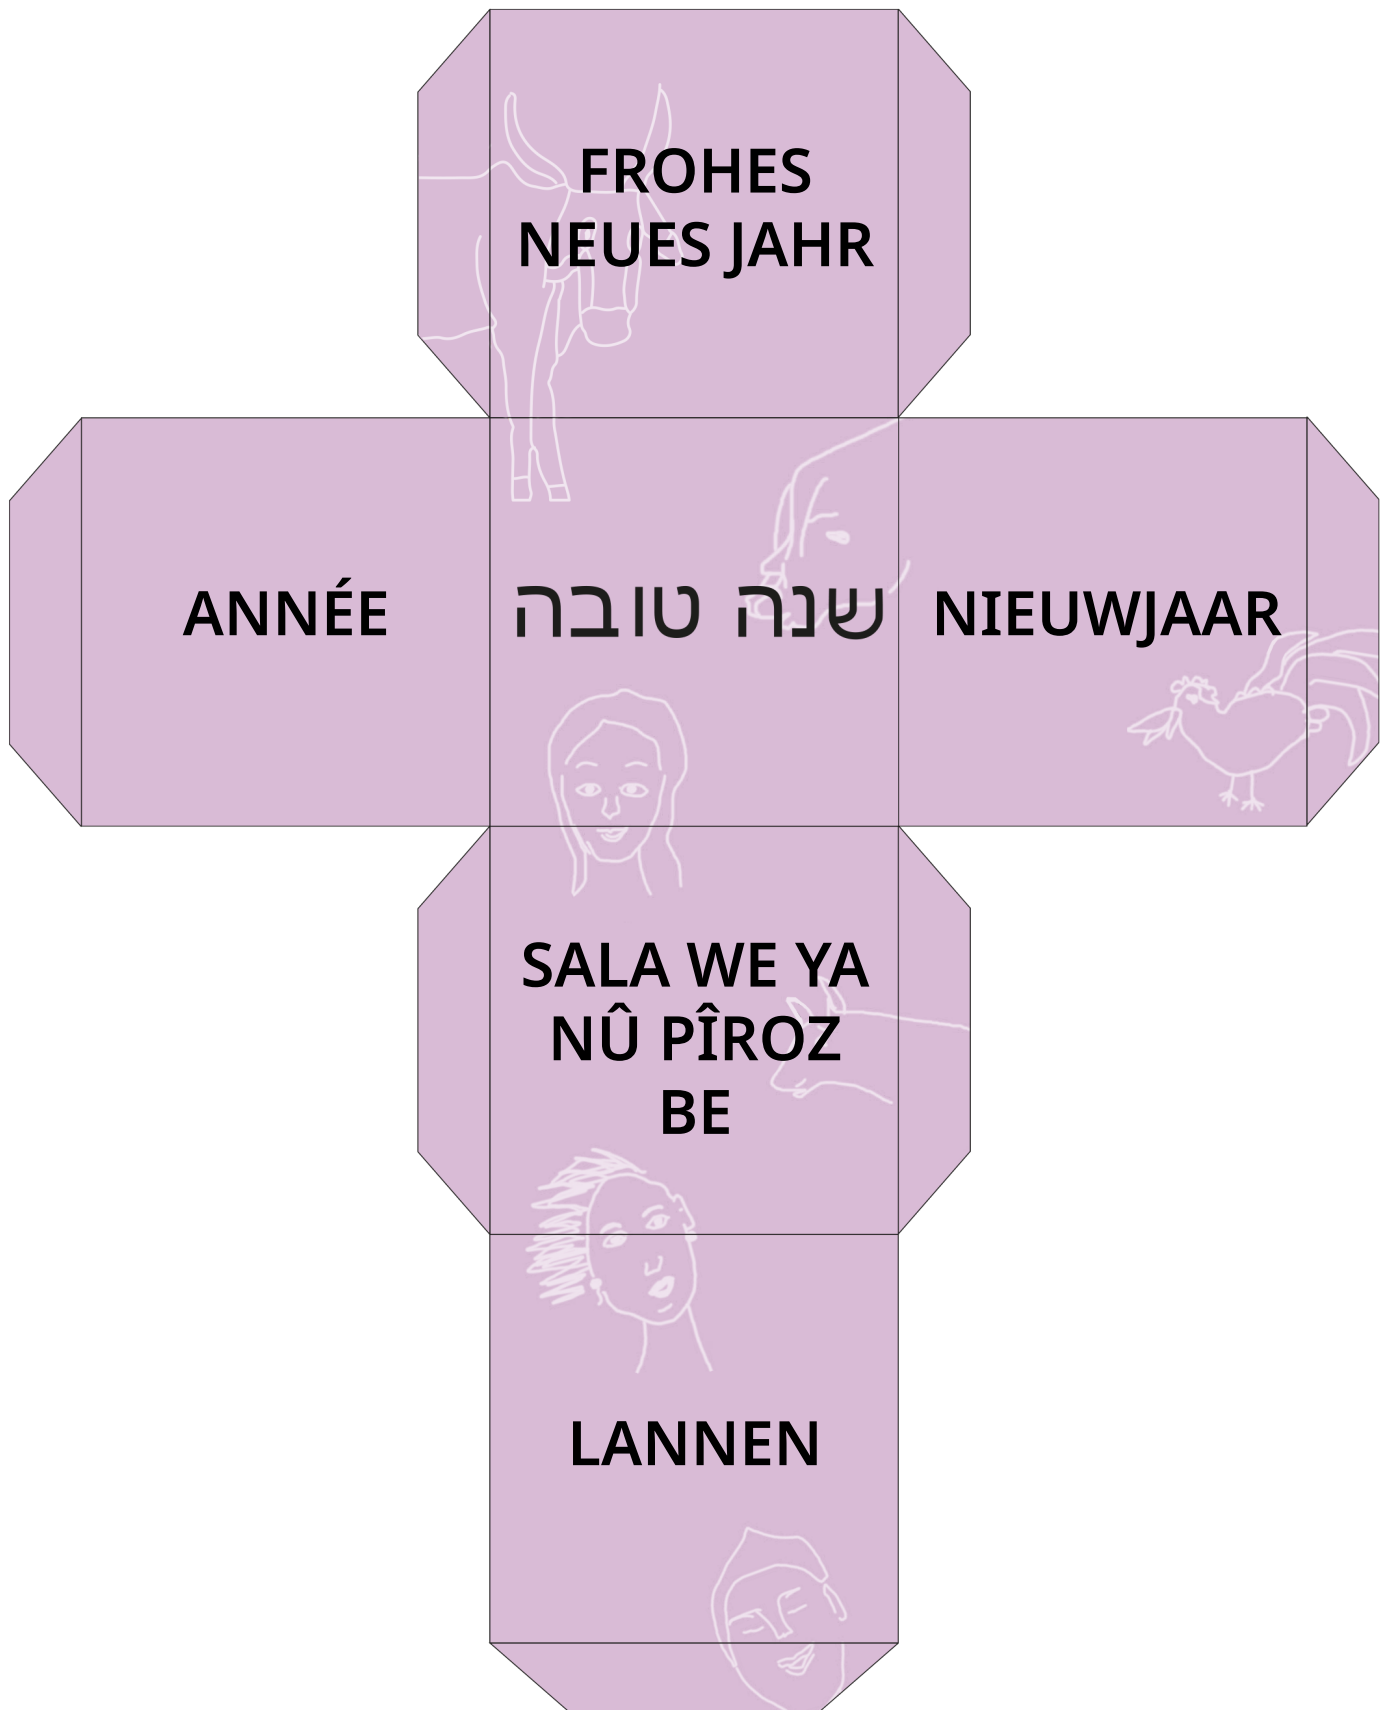 FROHES
NEUES JAHR
ANNÉE
שנה טובה
NIEUWJAAR
SALA WE YA
NÛ PÎROZ
BE
LANNEN